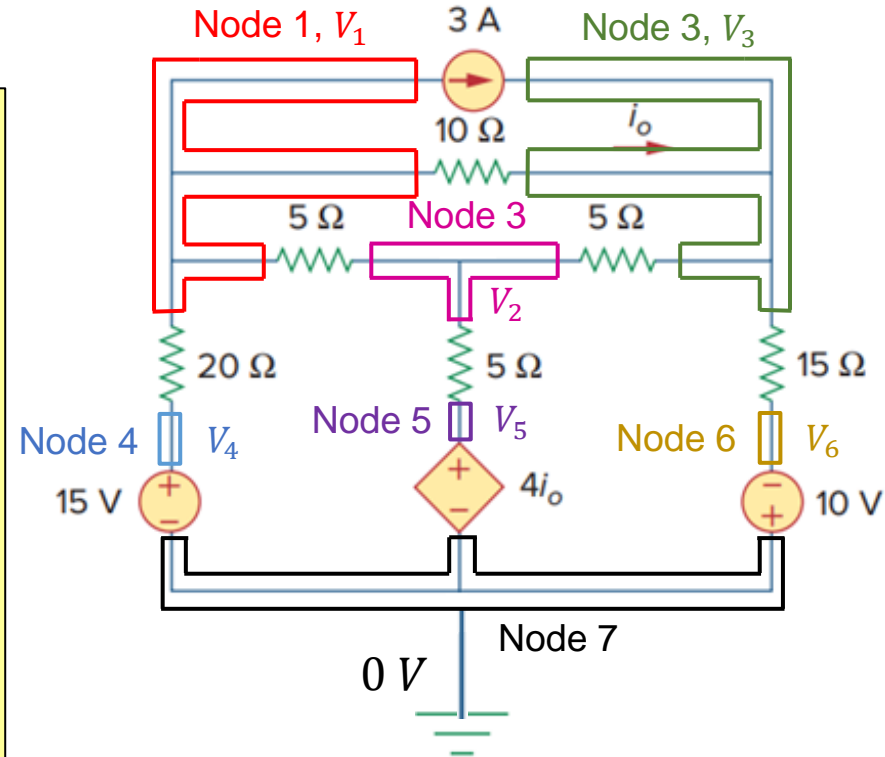 Node 1, V₁
3 A
Node 3, V₃
10 Ω
iₒ
5 Ω
Node 3
5 Ω
V₂
20 Ω
5 Ω
15 Ω
Node 4 V₄
Node 5 V₅
Node 6 V₆
15 V
+
−
+
−
4iₒ
−
+
10 V
Node 7
0 V